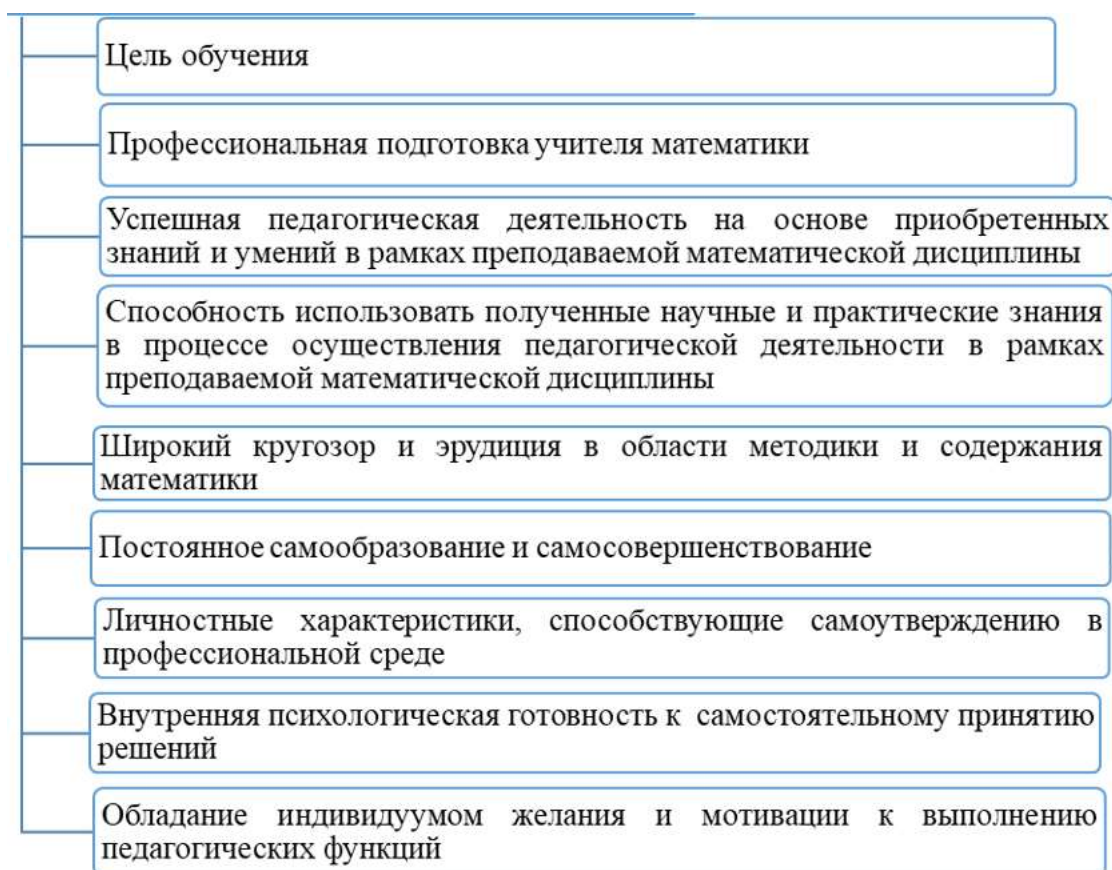 Цель обучения
Профессиональная подготовка учителя математики
Успешная педагогическая деятельность на основе приобретенных
знаний и умений в рамках преподаваемой математической дисциплины
Способность использовать полученные научные и практические знания
в процессе осуществления педагогической деятельности в рамках
преподаваемой математической дисциплины
Широкий кругозор и эрудиция в области методики и содержания
математики
Постоянное самообразование и самосовершенствование
Личностные характеристики, способствующие самоутверждению в
профессиональной среде
Внутренняя психологическая готовность к самостоятельному принятию
решений
Обладание индивидуумом желания и мотивации к выполнению
педагогических функций